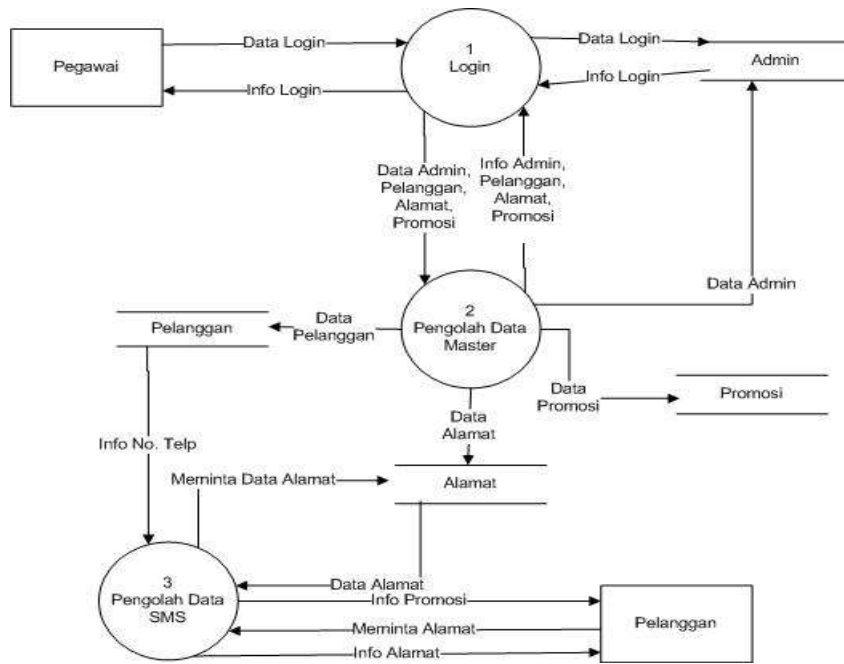 Data Login
1
Login
Data Login
Pegawai
Admin
Info Login
Info Login
Data Admin,
Pelanggan,
Alamat,
Promosi
Info Admin,
Pelanggan,
Alamat,
Promosi
Data Admin
2
Pengolah Data
Master
Pelanggan
Data
Pelanggan
Data
Promosi
Promosi
Data
Alamat
Info No. Telp
Meminta Data Alamat
Alamat
3
Pengolah Data
SMS
Data Alamat
Info Promosi
Meminta Alamat
Info Alamat
Pelanggan